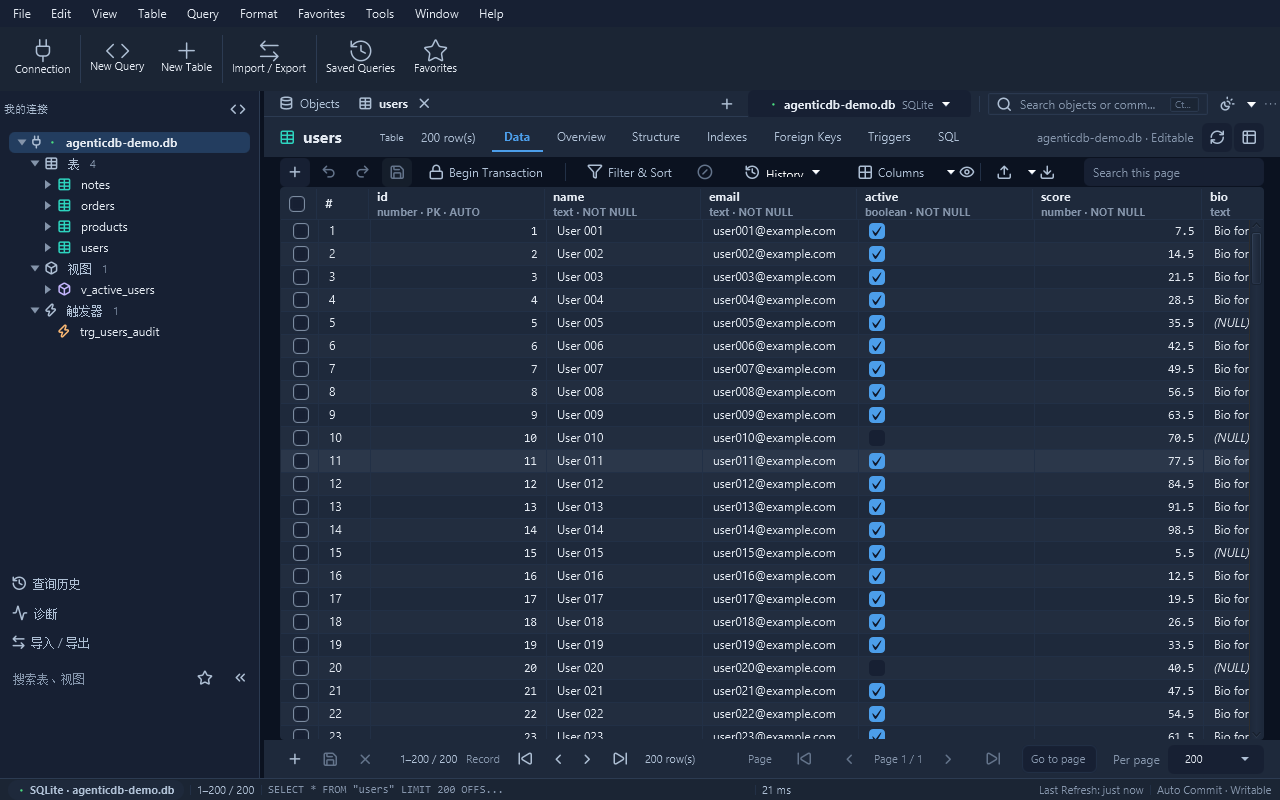 File Edit View Table Query Format Favorites Tools Window Help
Connection New Query New Table Import / Export Saved Queries Favorites
我的连接
agenticdb-demo.db
表 4
notes
orders
products
users
视图 1
v_active_users
触发器 1
trg_users_audit
查询历史
诊断
导入 / 导出
搜索表、视图
Objects users agenticdb-demo.db SQLite Search objects or comm... Ct...
users Table 200 row(s) Data Overview Structure Indexes Foreign Keys Triggers SQL agenticdb-demo.db · Editable
Begin Transaction Filter & Sort History Columns Search this page
# id name email active score bio
number · PK · AUTO text · NOT NULL text · NOT NULL boolean · NOT NULL number · NOT NULL text
1 1 User 001 user001@example.com 7.5 Bio for
2 2 User 002 user002@example.com 14.5 Bio for
3 3 User 003 user003@example.com 21.5 Bio for
4 4 User 004 user004@example.com 28.5 Bio for
5 5 User 005 user005@example.com 35.5 (NULL)
6 6 User 006 user006@example.com 42.5 Bio for
7 7 User 007 user007@example.com 49.5 Bio for
8 8 User 008 user008@example.com 56.5 Bio for
9 9 User 009 user009@example.com 63.5 Bio for
10 10 User 010 user010@example.com 70.5 (NULL)
11 11 User 011 user011@example.com 77.5 Bio for
12 12 User 012 user012@example.com 84.5 Bio for
13 13 User 013 user013@example.com 91.5 Bio for
14 14 User 014 user014@example.com 98.5 Bio for
15 15 User 015 user015@example.com 5.5 (NULL)
16 16 User 016 user016@example.com 12.5 Bio for
17 17 User 017 user017@example.com 19.5 Bio for
18 18 User 018 user018@example.com 26.5 Bio for
19 19 User 019 user019@example.com 33.5 Bio for
20 20 User 020 user020@example.com 40.5 (NULL)
21 21 User 021 user021@example.com 47.5 Bio for
22 22 User 022 user022@example.com 54.5 Bio for
23 23 User 023 user023@example.com 61.5 Bio for
1–200 / 200 Record 200 row(s) Page Page 1 / 1 Go to page Per page 200
SQLite · agenticdb-demo.db 1–200 / 200 SELECT * FROM "users" LIMIT 200 OFFS... 21 ms Last Refresh: just now Auto Commit · Writable